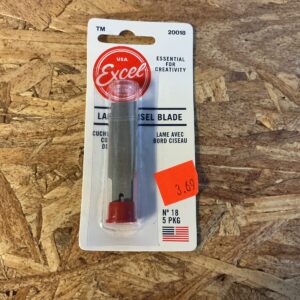 TM
20018
USA
Excel
ESSENTIAL
FOR
CREATIVITY
BLADE
LAME AVEC
BORD CISEAU
3.69
Nº 18
5 PKG